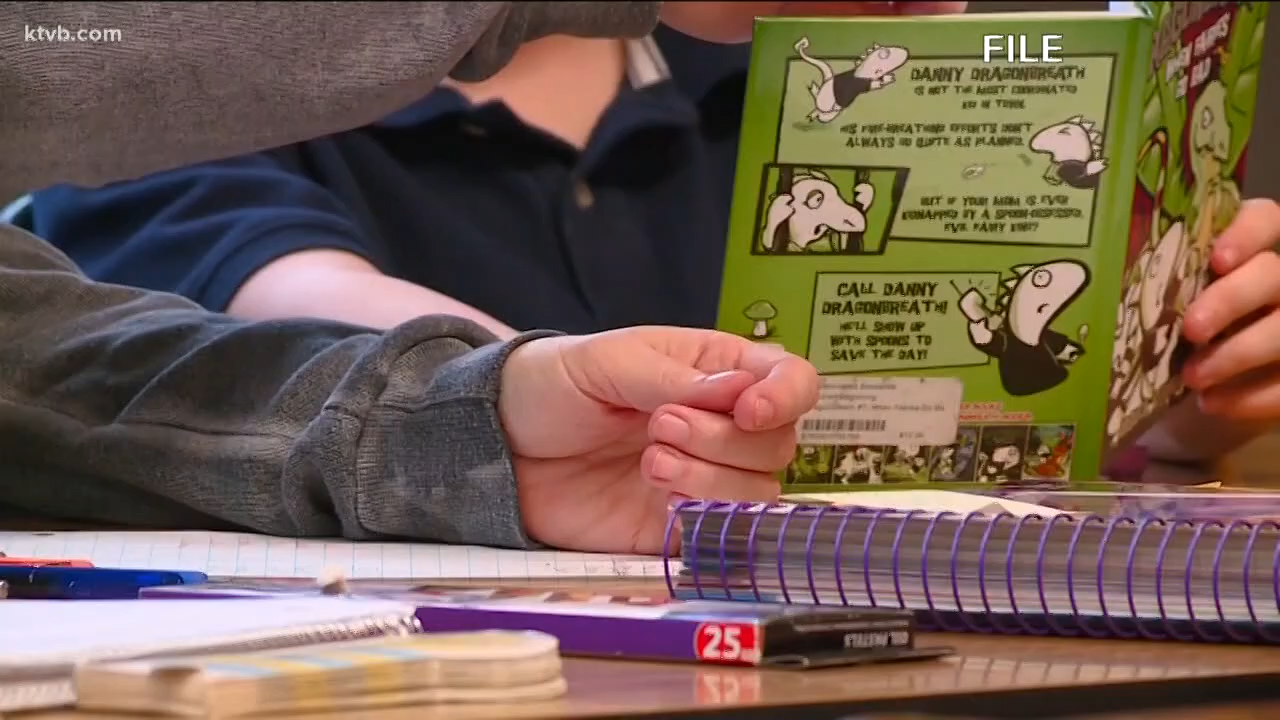 ktvb.com
FILE
DANNY DRAGONBREATH
IS NOT THE MOST COORDINATED
KID IN TOWN.
HIS FIRE-BREATHING EFFORTS DON'T
ALWAYS GO QUITE AS PLANNED.
BUT IF YOUR MOM IS EVER
KIDNAPPED BY A SPOON-OBSESSED,
EVIL FAIRY KING?
CALL DANNY
DRAGONBREATH!
HE'LL SHOW UP
WITH SPOONS TO
SAVE THE DAY!
25
OIL PASTELS